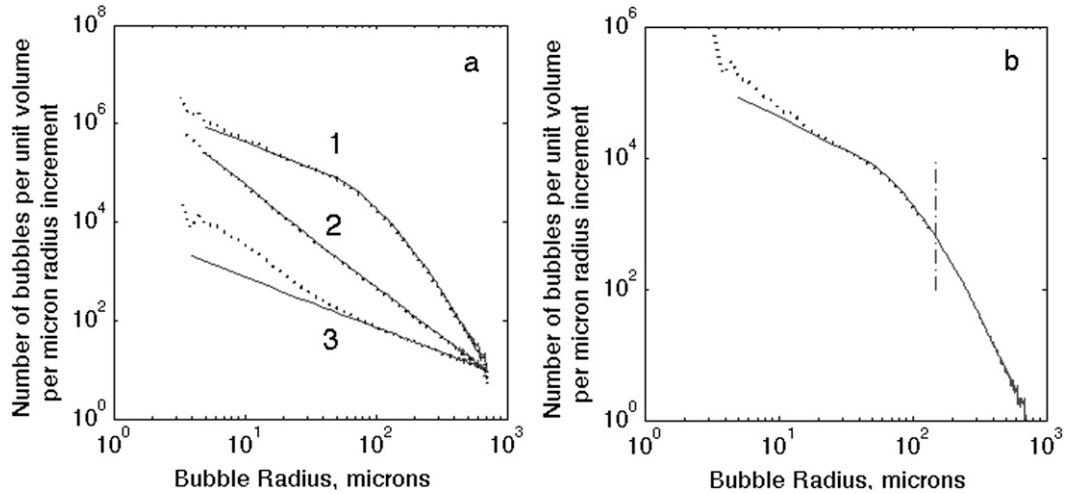 Number of bubbles per unit volume
per micron radius increment
10^8
10^6
10^4
10^2
10^0
a
1
2
3
10^0 10^1 10^2 10^3
Bubble Radius, microns
Number of bubbles per unit volume
per micron radius increment
10^6
10^4
10^2
10^0
b
10^0 10^1 10^2 10^3
Bubble Radius, microns